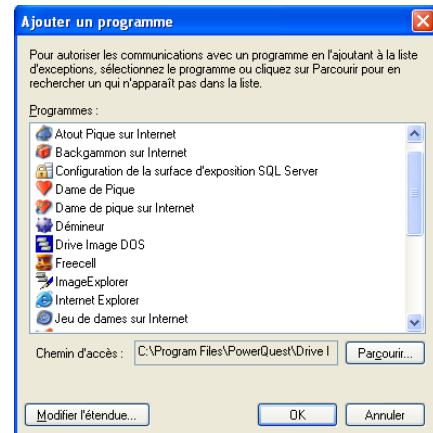 Ajouter un programme
Pour autoriser les communications avec un programme en l'ajoutant à la liste
d'exceptions, sélectionnez le programme ou cliquez sur Parcourir pour en
rechercher un qui n'apparaît pas dans la liste.
Programmes :
Atout Pique sur Internet
Backgammon sur Internet
Configuration de la surface d'exposition SQL Server
Dame de Pique
Dame de pique sur Internet
Démineur
Drive Image DOS
Freecell
ImageExplorer
Internet Explorer
Jeu de dames sur Internet
Chemin d'accès : C:\Program Files\PowerQuest\Drive I Parcourir...
Modifier l'étendue... OK Annuler